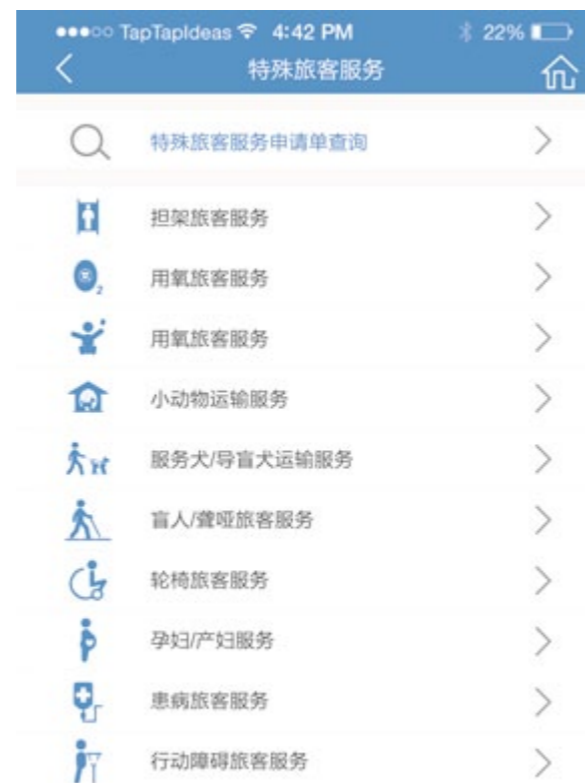 TapTapIdeas 4:42 PM 22%
特殊旅客服务
特殊旅客服务申请单查询
担架旅客服务
2
用氧旅客服务
用氧旅客服务
小动物运输服务
服务犬/导盲犬运输服务
盲人/聋哑旅客服务
轮椅旅客服务
孕妇/产妇服务
患病旅客服务
行动障碍旅客服务